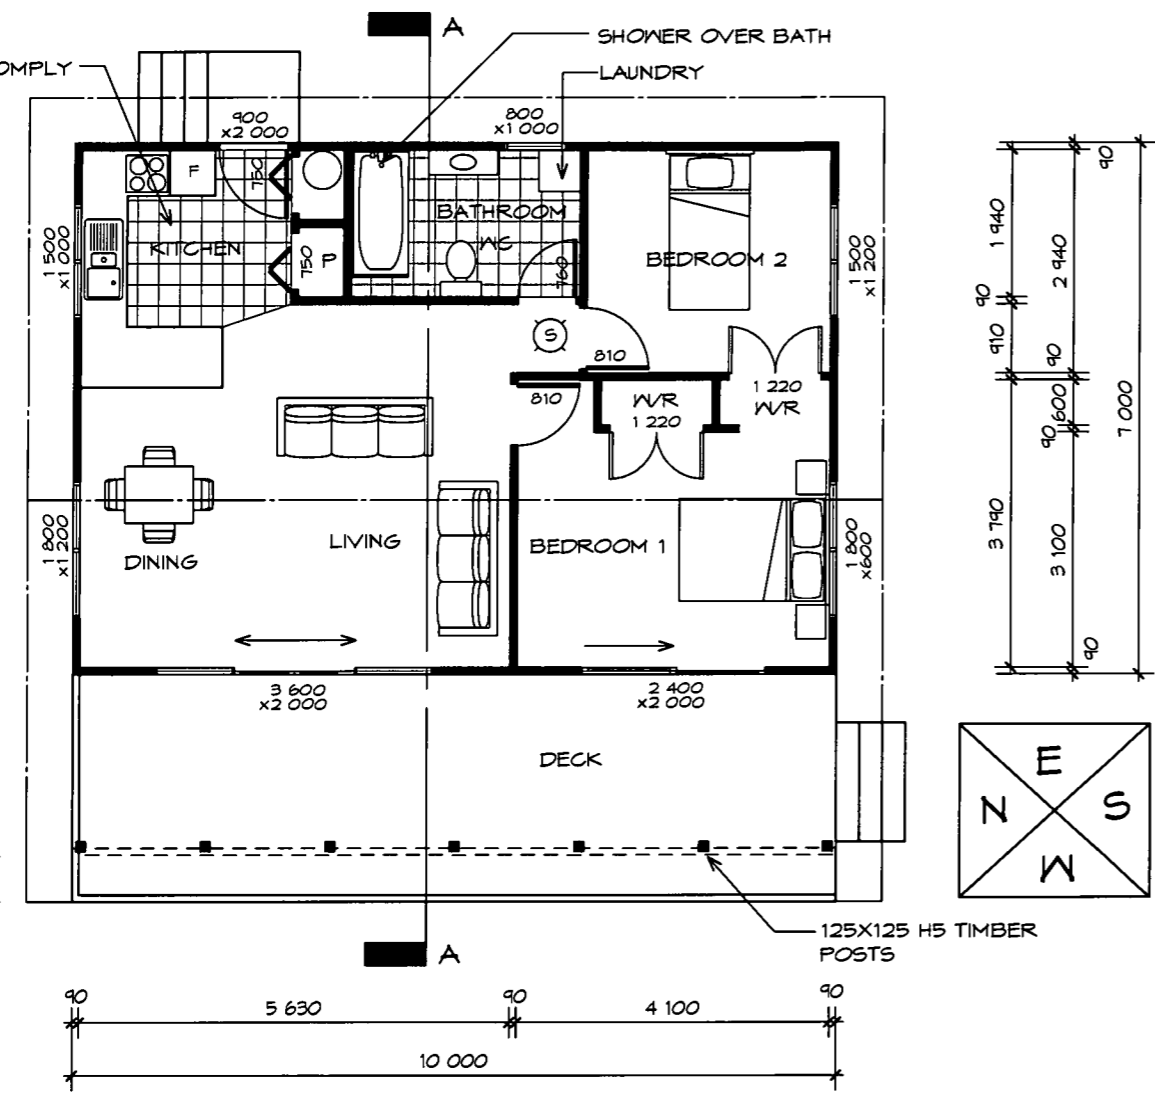 A
SHOWER OVER BATH
OMPLY
LAUNDRY
900
x2 000
800
x1 000
750
F
KITCHEN
BATHROOM
WC
760
750
P
BEDROOM 2
1 500
x1 000
1 500
x1 200
S
810
810
1 220
W/R
W/R
1 220
DINING
LIVING
BEDROOM 1
1 800
x1 200
1 800
x600
3 600
x2 000
2 400
x2 000
DECK
90
1 940
2 940
90
910
90
600
90
7 000
3 790
3 100
90
E
N
S
W
125X125 H5 TIMBER
POSTS
A
90
5 630
90
4 100
90
10 000